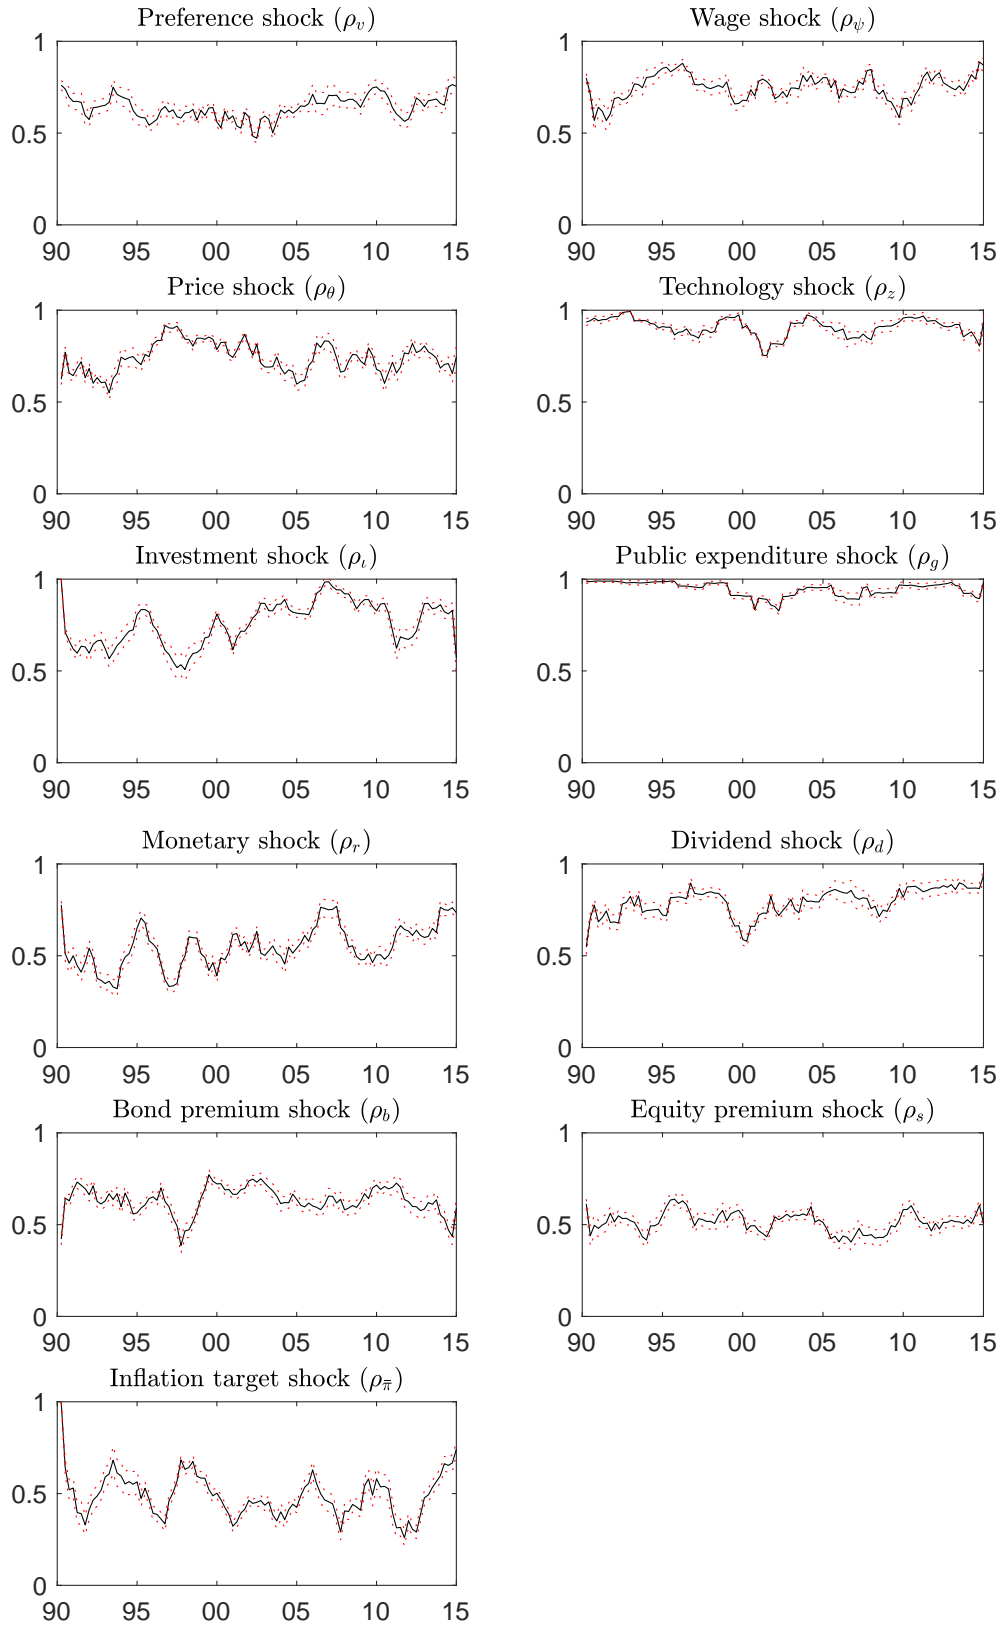 Preference shock (ρᵥ)
1
0.5
0
90 95 00 05 10 15
Wage shock (ρ_ψ)
1
0.5
0
90 95 00 05 10 15
Price shock (ρ_θ)
1
0.5
0
90 95 00 05 10 15
Technology shock (ρ_z)
1
0.5
0
90 95 00 05 10 15
Investment shock (ρ_ι)
1
0.5
0
90 95 00 05 10 15
Public expenditure shock (ρ_g)
1
0.5
0
90 95 00 05 10 15
Monetary shock (ρ_r)
1
0.5
0
90 95 00 05 10 15
Dividend shock (ρ_d)
1
0.5
0
90 95 00 05 10 15
Bond premium shock (ρ_b)
1
0.5
0
90 95 00 05 10 15
Equity premium shock (ρ_s)
1
0.5
0
90 95 00 05 10 15
Inflation target shock (ρ_π̄)
1
0.5
0
90 95 00 05 10 15